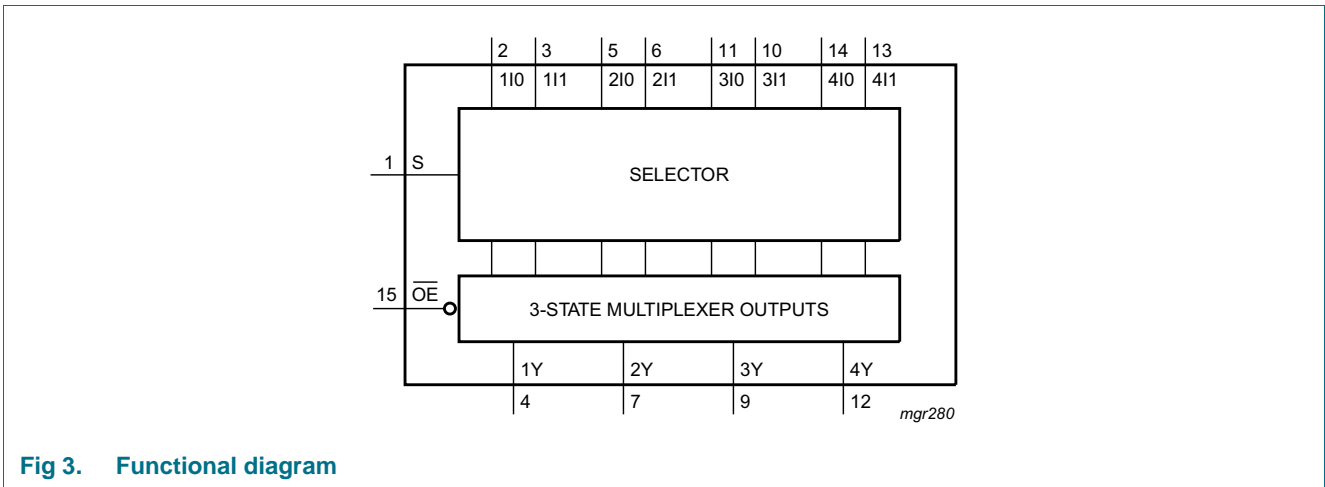 2 3 5 6 11 10 14 13
1I0 1I1 2I0 2I1 3I0 3I1 4I0 4I1
1 S
SELECTOR
15 OE
3-STATE MULTIPLEXER OUTPUTS
1Y 2Y 3Y 4Y
4 7 9 12
mgr280
Fig 3. Functional diagram